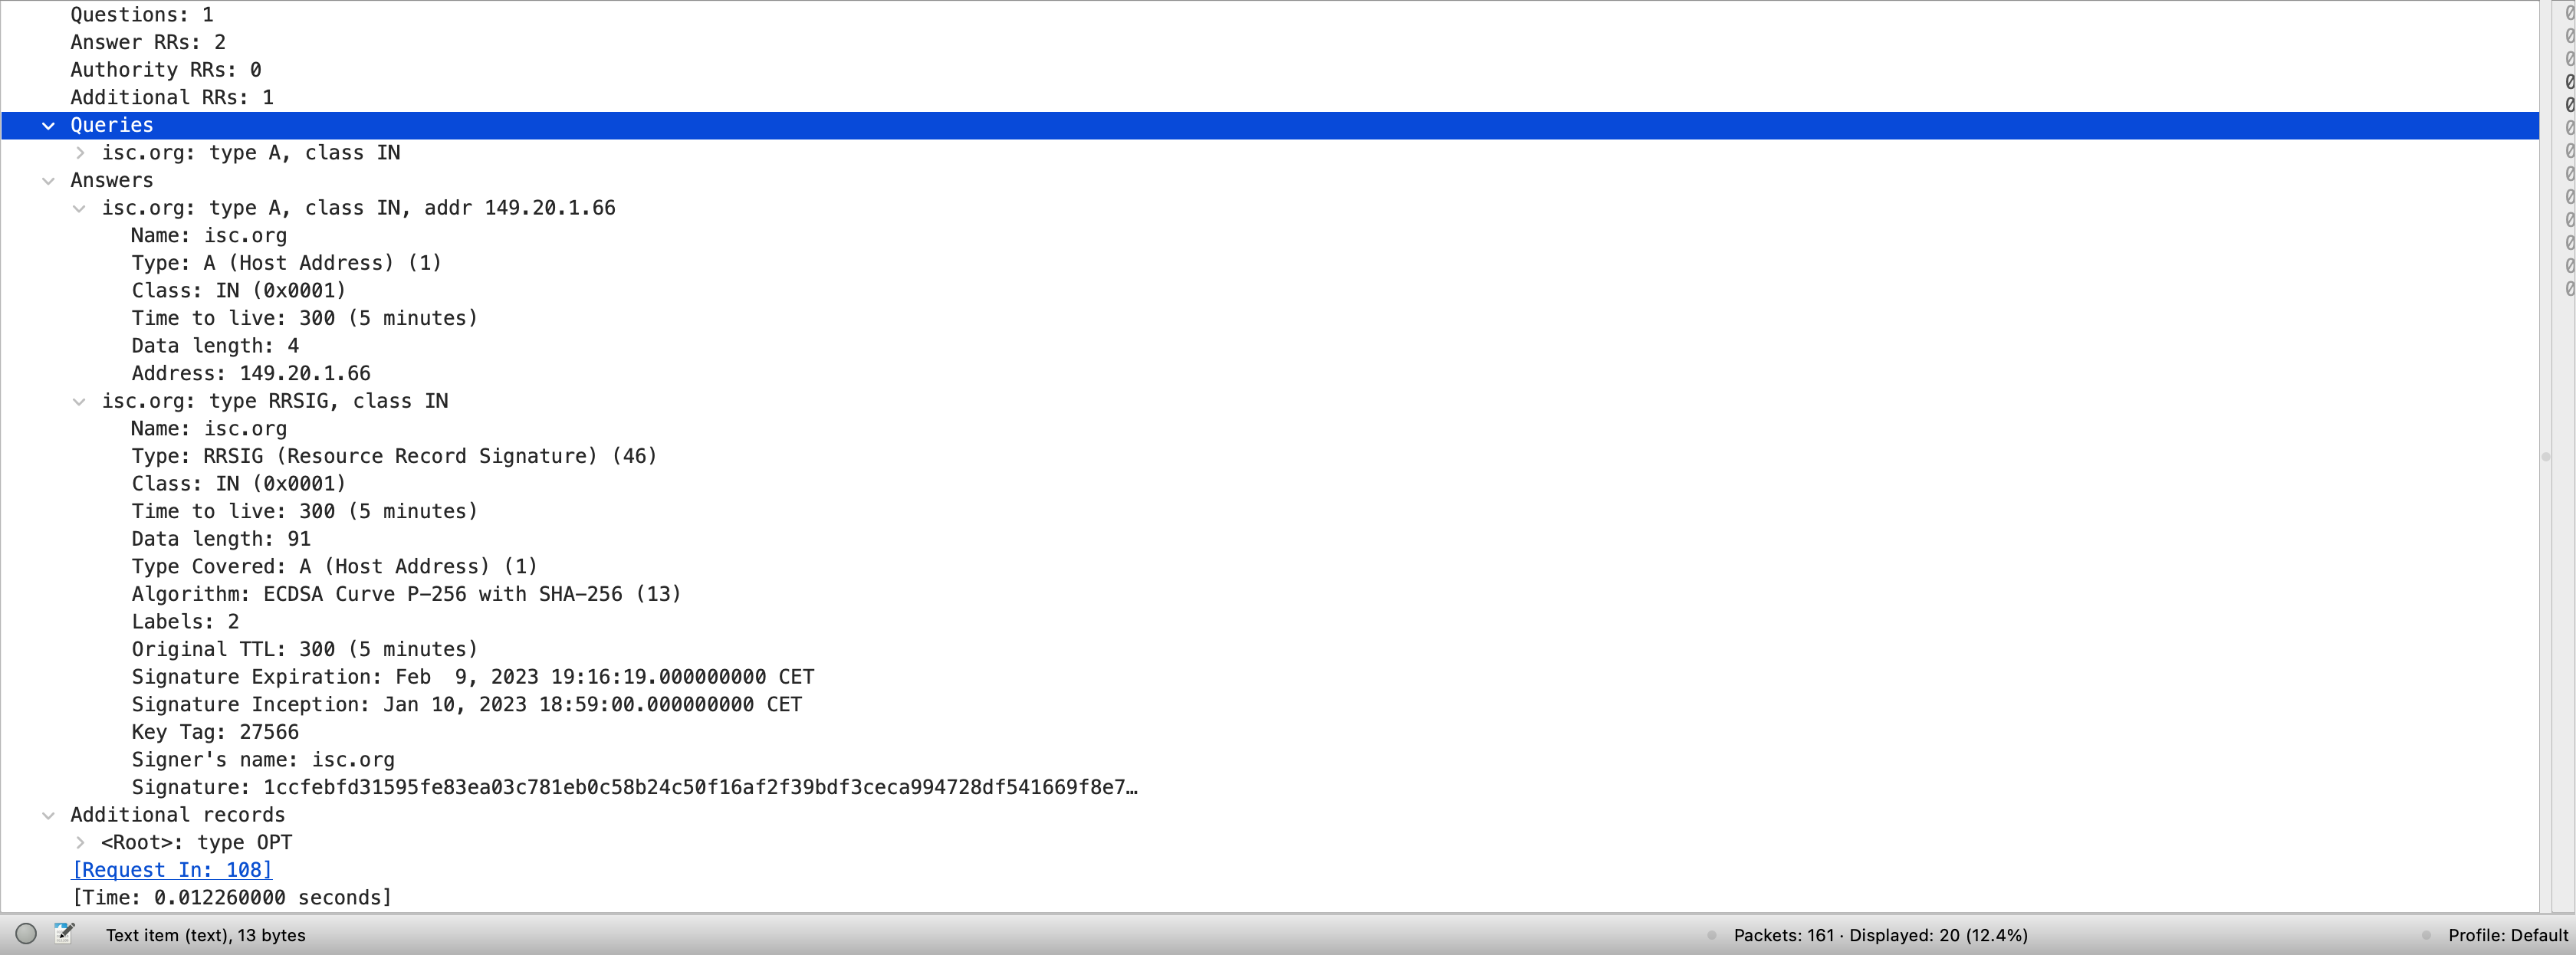 Questions: 1
Answer RRs: 2
Authority RRs: 0
Additional RRs: 1
Queries
isc.org: type A, class IN
Answers
isc.org: type A, class IN, addr 149.20.1.66
Name: isc.org
Type: A (Host Address) (1)
Class: IN (0x0001)
Time to live: 300 (5 minutes)
Data length: 4
Address: 149.20.1.66
isc.org: type RRSIG, class IN
Name: isc.org
Type: RRSIG (Resource Record Signature) (46)
Class: IN (0x0001)
Time to live: 300 (5 minutes)
Data length: 91
Type Covered: A (Host Address) (1)
Algorithm: ECDSA Curve P-256 with SHA-256 (13)
Labels: 2
Original TTL: 300 (5 minutes)
Signature Expiration: Feb  9, 2023 19:16:19.000000000 CET
Signature Inception: Jan 10, 2023 18:59:00.000000000 CET
Key Tag: 27566
Signer's name: isc.org
Signature: 1ccfebfd31595fe83ea03c781eb0c58b24c50f16af2f39bdf3ceca994728df541669f8e7…
Additional records
<Root>: type OPT
[Request In: 108]
[Time: 0.012260000 seconds]
Text item (text), 13 bytes
Packets: 161 · Displayed: 20 (12.4%)
Profile: Default